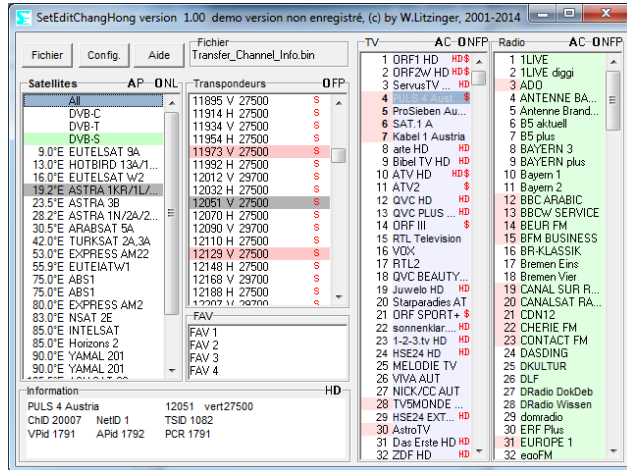 SetEditChangHong version 1.00 demo version non enregistré, (c) by W.Litzinger, 2001-2014
Fichier
Config.
Aide
Fichier
Transfer_Channel_Info.bin
Satellites AP ONL
All
DVB-C
DVB-T
DVB-S
9.0°E EUTELSAT 9A
13.0°E HOTBIRD 13A/1...
16.0°E EUTELSAT W2
19.2°E ASTRA 1KR/1L/...
23.5°E ASTRA 3B
28.2°E ASTRA 1N/2A/2...
30.5°E ARABSAT 5A
42.0°E TURKSAT 2A,3A
53.0°E EXPRESS AM22
55.9°E EUTElATW1
75.0°E ABS1
75.0°E ABS1
80.0°E EXPRESS AM2
83.0°E NSAT 2E
85.0°E INTELSAT
85.0°E Horizons 2
90.0°E YAMAL 201
90.0°E YAMAL 201
Transpondeurs OFP
11895 V 27500 S
11914 H 27500 S
11934 V 27500 S
11954 H 27500 S
11973 V 27500 S
11992 H 27500 S
12012 V 29700 S
12032 H 27500 S
12051 V 27500 S
12070 H 27500 S
12090 V 29700 S
12110 H 27500 S
12129 V 27500 S
12148 H 27500 S
12168 V 29700 S
12188 H 27500 S
12207 V 29700 S
FAV
FAV 1
FAV 2
FAV 3
FAV 4
TV AC-ONFP
1 ORF1 HD HD$
2 ORF2W HD HD$
3 ServusTV ... HD
4 PULS 4 Aust... $
5 ProSieben Au...
6 SAT.1 A
7 Kabel 1 Austria
8 arte HD HD
9 Bibel TV HD HD
10 ATV HD HD$
11 ATV2 $
12 QVC HD HD
13 QVC PLUS ... HD
14 ORF III $
15 RTL Television
16 VOX
17 RTL2
18 QVC BEAUTY...
19 Juwelo HD HD
20 Starparadies AT
21 ORF SPORT+ $
22 sonnenklar.... HD
23 1-2-3.tv HD HD
24 HSE24 HD HD
25 MELODIE TV
26 VIVA AUT
27 NICK/CC AUT
28 TV5MONDE ...
29 HSE24 EXT... HD
30 AstroTV
31 Das Erste HD HD
32 ZDF HD HD
Radio AC-ONFP
1 1LIVE
2 1LIVE diggi
3 ADO
4 ANTENNE BA...
5 Antenne Brand...
6 B5 aktuell
7 B5 plus
8 BAYERN 3
9 BAYERN plus
10 Bayern 1
11 Bayern 2
12 BBC ARABIC
13 BBCW SERVICE
14 BEUR FM
15 BFM BUSINESS
16 BR-KLASSIK
17 Bremen Eins
18 Bremen Vier
19 CANAL SUR R...
20 CANALSAT RA...
21 CDN12
22 CHERIE FM
23 CONTACT FM
24 DASDING
25 DKULTUR
26 DLF
27 DRadio DokDeb
28 DRadio Wissen
29 domradio
30 ERF Plus
31 EUROPE 1
32 egoFM
Information HD
PULS 4 Austria 12051 vert27500
ChID 20007 NetID 1 TSID 1082
VPid 1791 APid 1792 PCR 1791